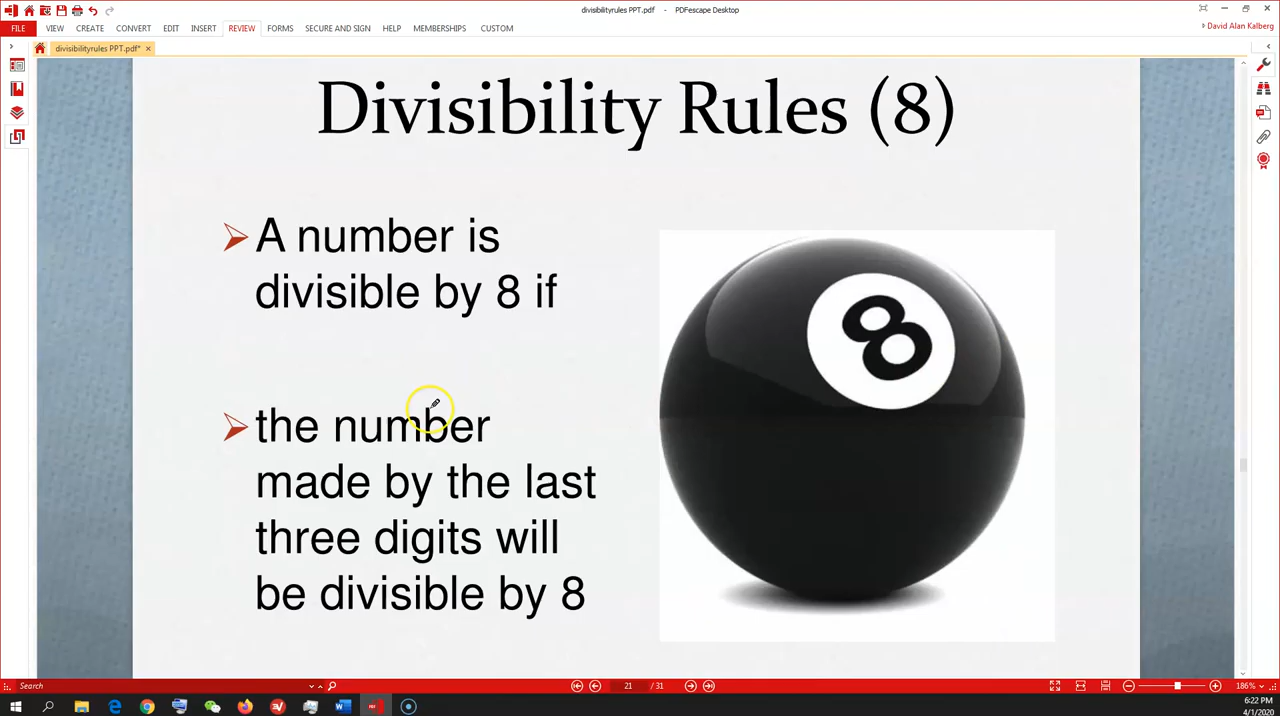 divisibilityrules PPT.pdf - PDFescape Desktop
FILE VIEW CREATE CONVERT EDIT INSERT REVIEW FORMS SECURE AND SIGN HELP MEMBERSHIPS CUSTOM
David Alan Kalberg
divisibilityrules PPT.pdf*
Divisibility Rules (8)
A number is
divisible by 8 if
the number
made by the last
three digits will
be divisible by 8
8
Search
21 / 31
186%
6:22 PM
4/1/2020